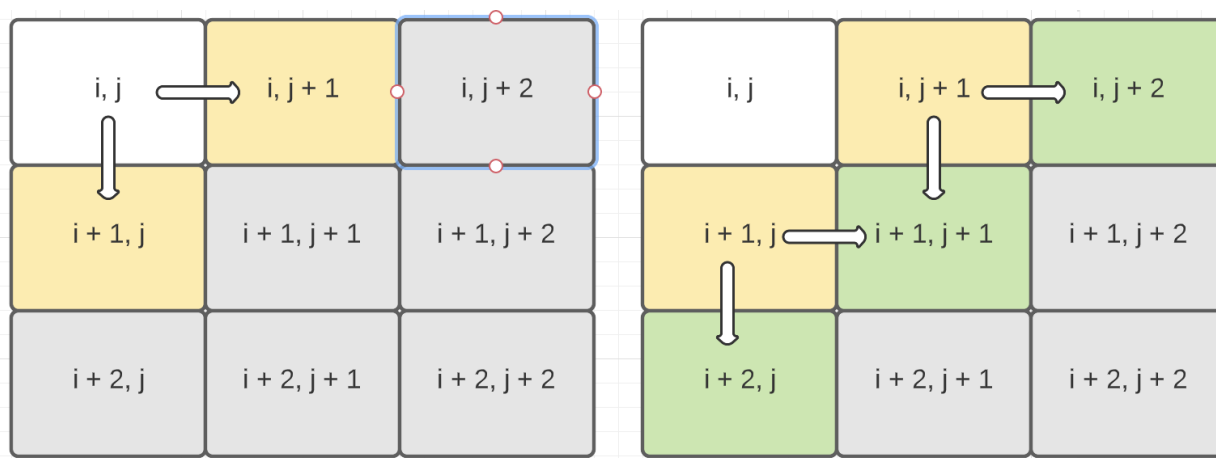 i, j
i, j + 1
i, j + 2
i + 1, j
i + 1, j + 1
i + 1, j + 2
i + 2, j
i + 2, j + 1
i + 2, j + 2
i, j
i, j + 1
i, j + 2
i + 1, j
i + 1, j + 1
i + 1, j + 2
i + 2, j
i + 2, j + 1
i + 2, j + 2